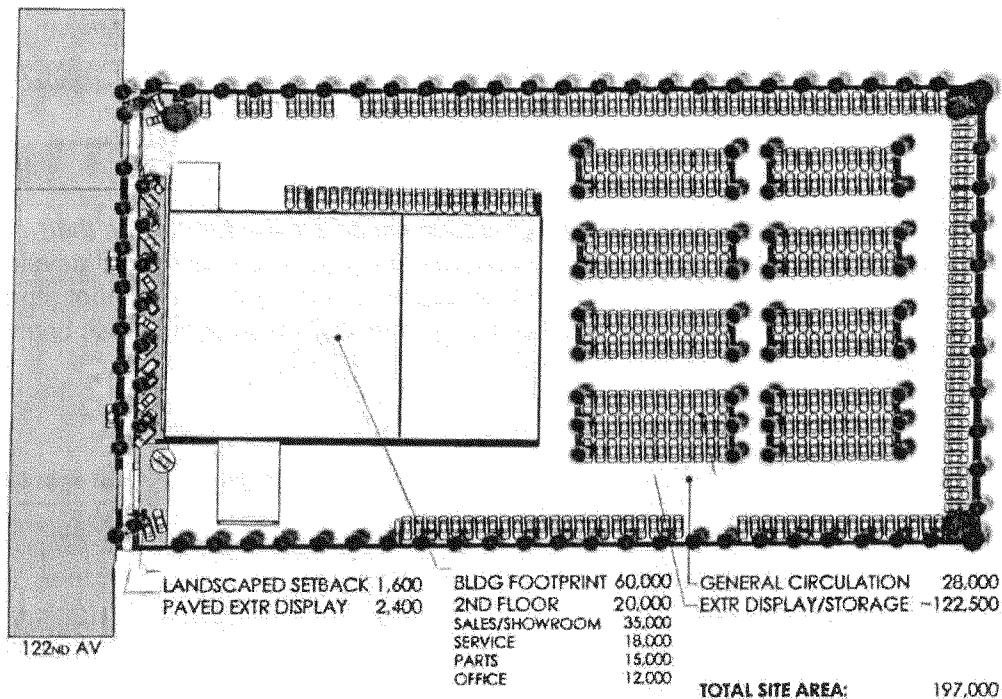 LANDSCAPED SETBACK 1,600
PAVED EXTR DISPLAY 2,400
BLDG FOOTPRINT 60,000
2ND FLOOR 20,000
SALES/SHOWROOM 35,000
SERVICE 18,000
PARTS 15,000
OFFICE 12,000
GENERAL CIRCULATION 28,000
EXTR DISPLAY/STORAGE ~122,500
TOTAL SITE AREA: 197,000
122ND AV